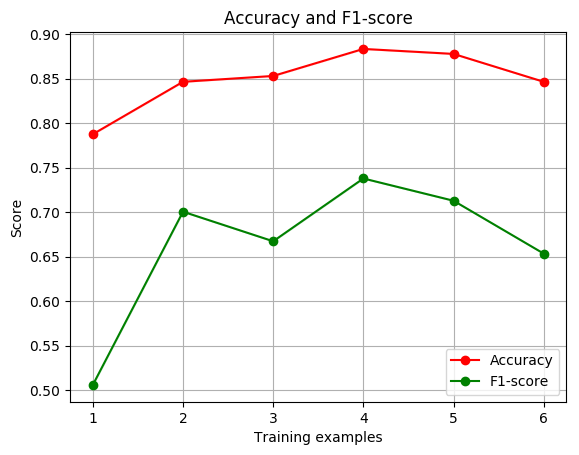 Accuracy and F1-score
Score
0.90
0.85
0.80
0.75
0.70
0.65
0.60
0.55
0.50
Accuracy
F1-score
1 2 3 4 5 6
Training examples